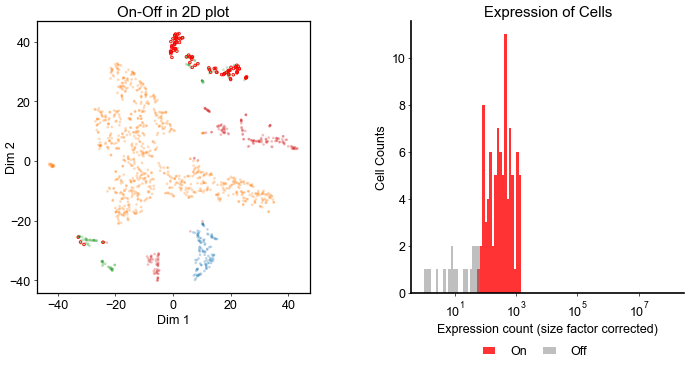 On-Off in 2D plot
40
20
0
−20
−40
Dim 2
−40 −20 0 20 40
Dim 1
Expression of Cells
10
8
6
4
2
0
Cell Counts
10^1 10^3 10^5 10^7
Expression count (size factor corrected)
On Off